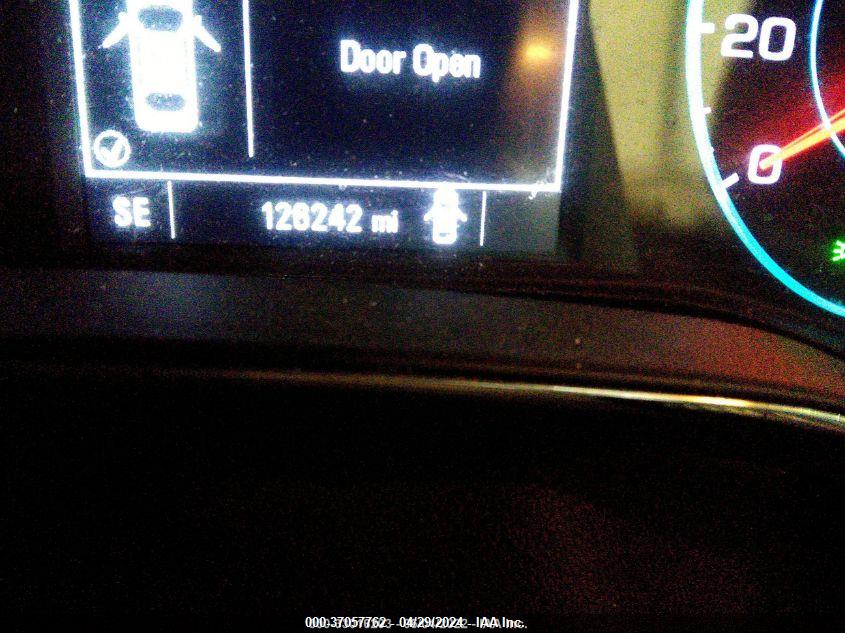 Door Open
20
0
SE
128242 mi
000-37057762 - 04/29/2024 - IAA Inc.